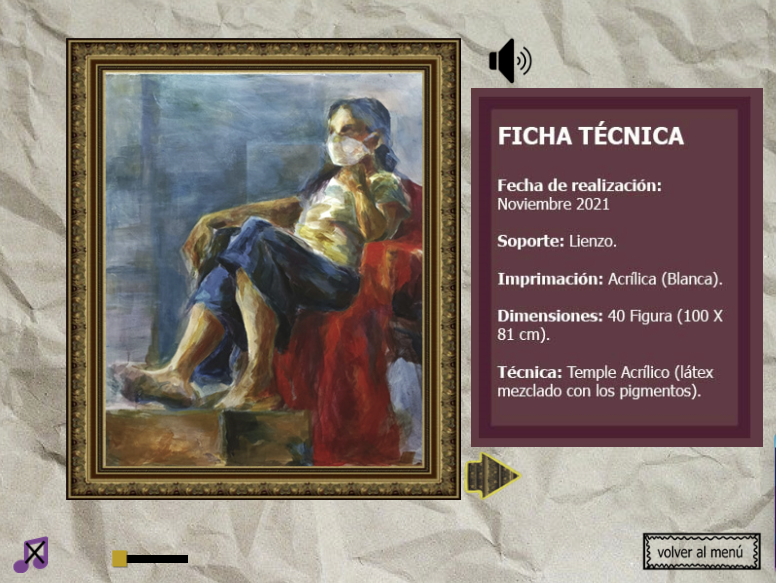 FICHA TÉCNICA
Fecha de realización:
Noviembre 2021
Soporte: Lienzo.
Imprimación: Acrílica (Blanca).
Dimensiones: 40 Figura (100 X
81 cm).
Técnica: Temple Acrílico (látex
mezclado con los pigmentos).
volver al menú